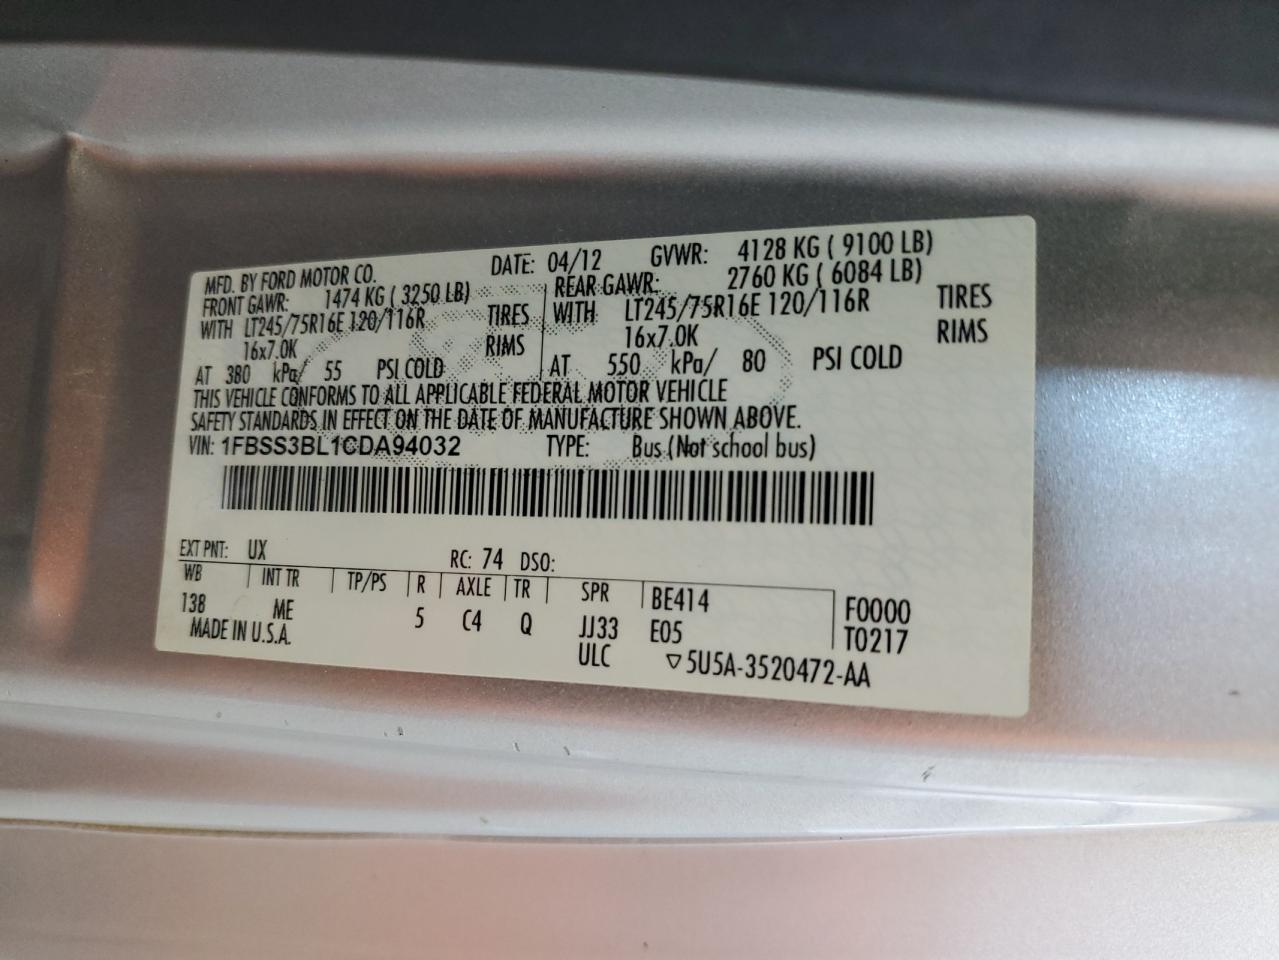 MFD. BY FORD MOTOR CO. DATE: 04/12 GVWR: 4128 KG ( 9100 LB)
FRONT GAWR: 1474 KG ( 3250 LB) REAR GAWR: 2760 KG ( 6084 LB)
WITH LT245/75R16E 120/116R TIRES WITH LT245/75R16E 120/116R TIRES
16x7.0K RIMS 16x7.0K RIMS
AT 380 kPa/ 55 PSI COLD AT 550 kPa/ 80 PSI COLD
THIS VEHICLE CONFORMS TO ALL APPLICABLE FEDERAL MOTOR VEHICLE
SAFETY STANDARDS IN EFFECT ON THE DATE OF MANUFACTURE SHOWN ABOVE.
VIN: 1FBSS3BL1CDA94032 TYPE: Bus (Not school bus)
EXT PNT: UX RC: 74 DSO:
WB INT TR TP/PS R AXLE TR SPR BE414 F0000
138 ME 5 C4 Q JJ33 E05 T0217
MADE IN U.S.A. ULC ▽5U5A-3520472-AA